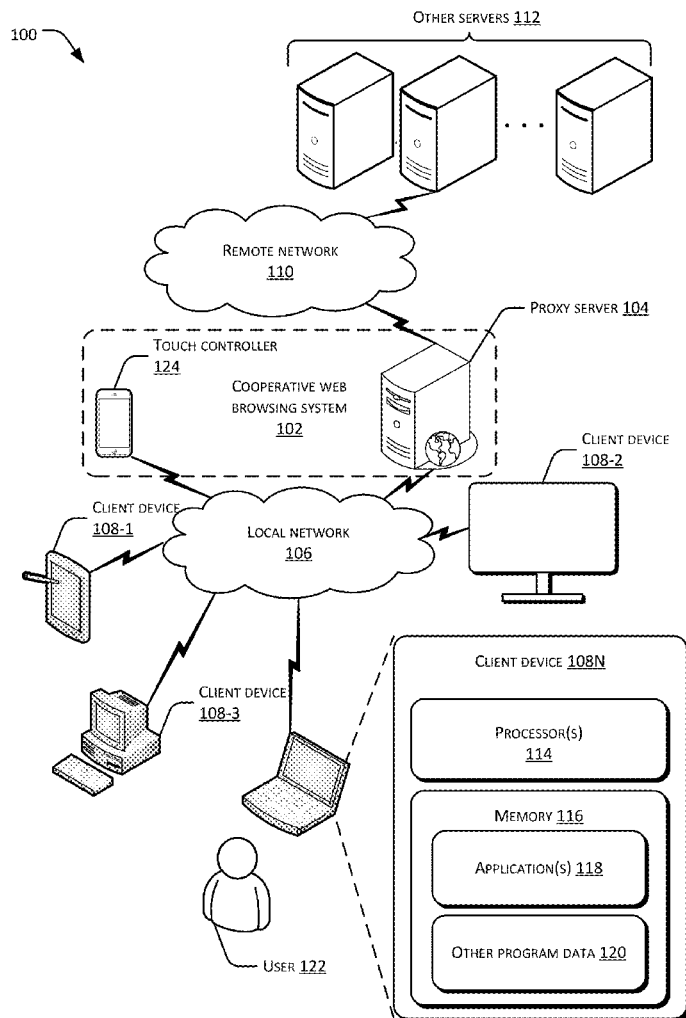 OTHER SERVERS 112
100
REMOTE NETWORK
110
PROXY SERVER 104
TOUCH CONTROLLER
124
COOPERATIVE WEB
BROWSING SYSTEM
102
CLIENT DEVICE
108-2
CLIENT DEVICE
108-1
LOCAL NETWORK
106
CLIENT DEVICE 108N
CLIENT DEVICE
108-3
PROCESSOR(S)
114
MEMORY 116
APPLICATION(S) 118
OTHER PROGRAM DATA 120
USER 122